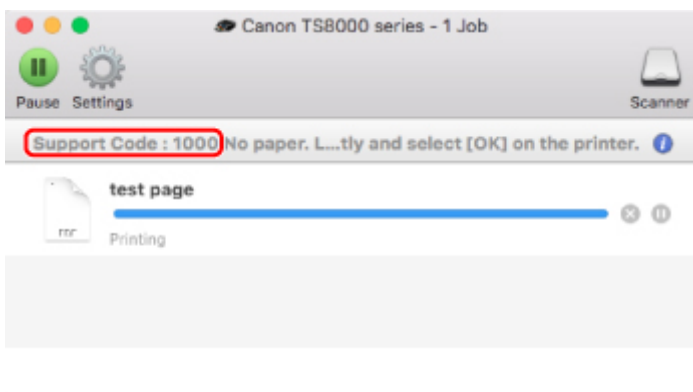 Canon TS8000 series - 1 Job
Pause Settings Scanner
Support Code : 1000 No paper. L...tly and select [OK] on the printer.
test page
Printing